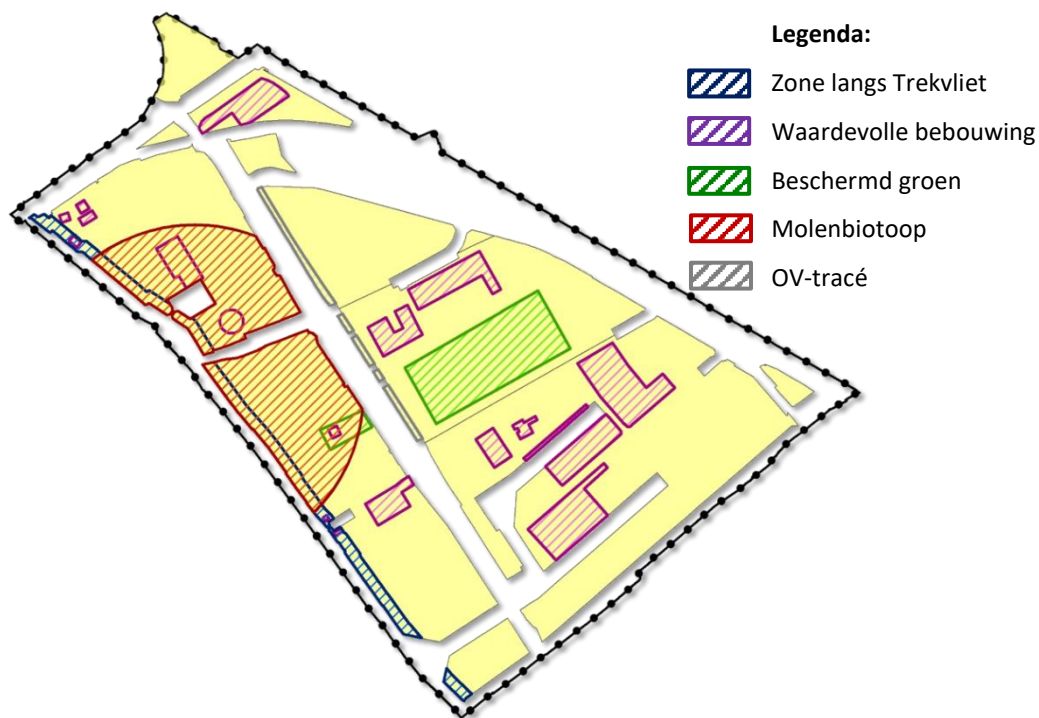 Legenda:
Zone langs Trekvliet
Waardevolle bebouwing
Beschermd groen
Molenbiotoop
OV-tracé